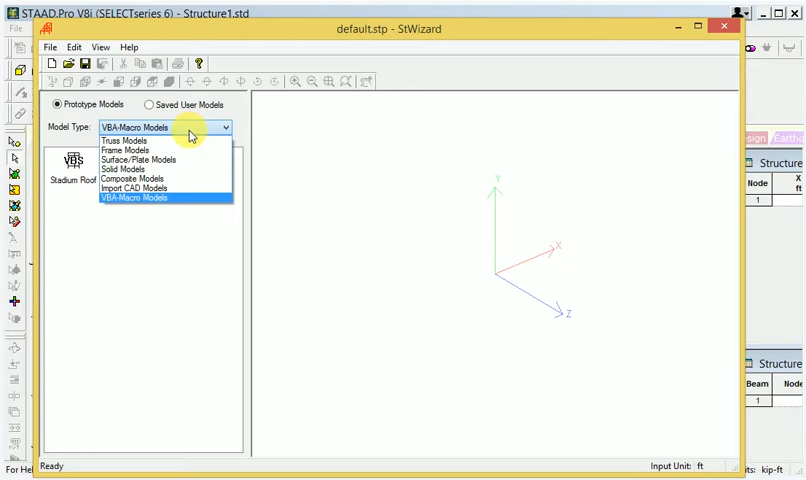 STAAD.Pro V8i (SELECTseries 6) - Structure1.std
default.stp - StWizard
File
File Edit View Help
Prototype Models Saved User Models
Model Type: VBA-Macro Models
Truss Models
Frame Models
Surface/Plate Models
Solid Models
Composite Models
Import CAD Models
VBA-Macro Models
VBS
Stadium Roof
Y
X
Z
Structure
Node X
ft
1
Structure
Beam Node
1
Ready Input Unit: ft
For He
ts: kip-ft